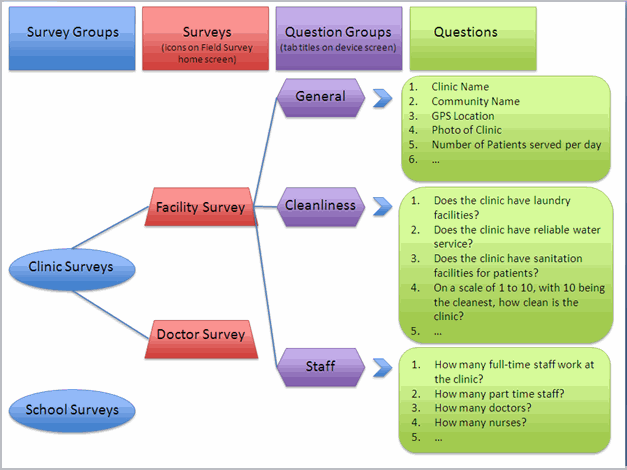 Survey Groups
Surveys
(icons on Field Survey
home screen)
Question Groups
(tab titles on device screen)
Questions
General
1. Clinic Name
2. Community Name
3. GPS Location
4. Photo of Clinic
5. Number of Patients served per day
6. ...
Facility Survey
Cleanliness
1. Does the clinic have laundry
facilities?
2. Does the clinic have reliable water
service?
3. Does the clinic have sanitation
facilities for patients?
4. On a scale of 1 to 10, with 10 being
the cleanest, how clean is the
clinic?
5. ...
Clinic Surveys
Doctor Survey
Staff
1. How many full-time staff work at
the clinic?
2. How many part time staff?
3. How many doctors?
4. How many nurses?
5. ...
School Surveys